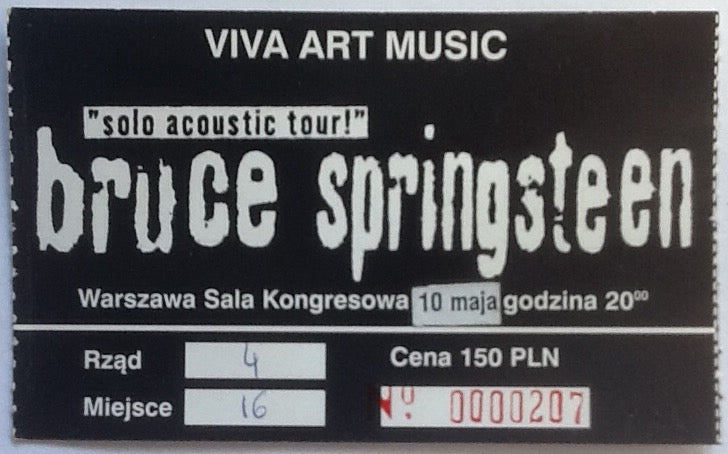 VIVA ART MUSIC
"solo acoustic tour!"
bruce springsteen
Warszawa Sala Kongresowa 10 maja godzina 20⁰⁰
Rząd 4 Cena 150 PLN
Miejsce 16 Nº 0000207